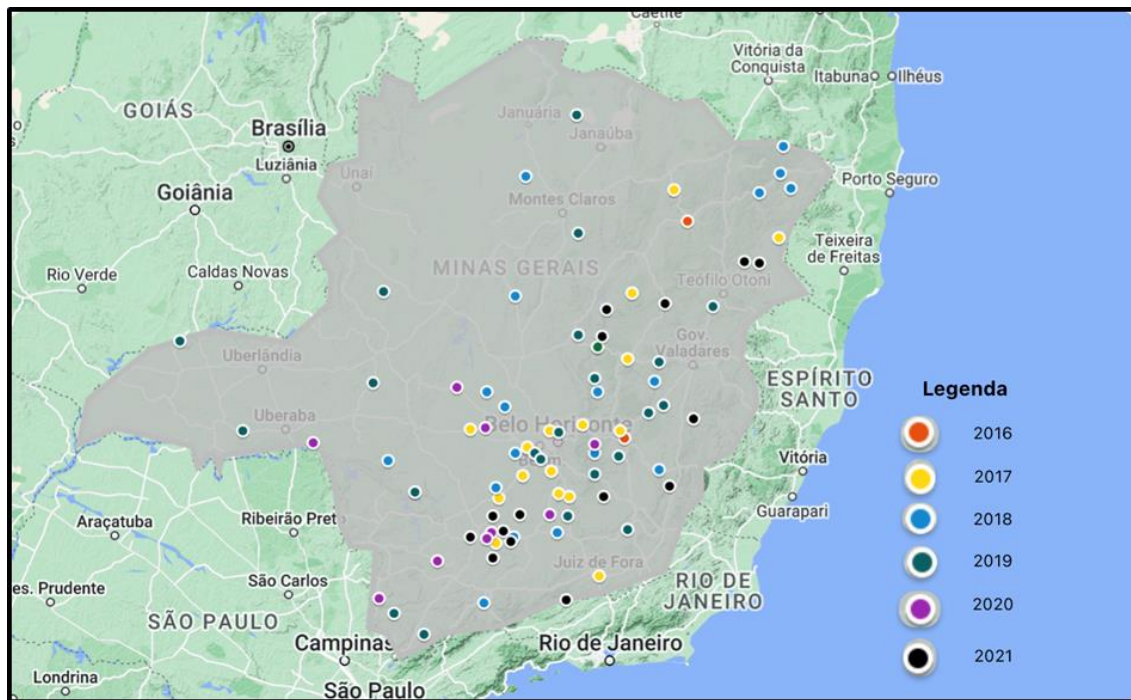 Caetité
Vitória da
Conquista
Itabuna
Ilhéus
GOIÁS
Januária
Janaúba
Brasília
Luziânia
Unaí
Porto Seguro
Goiânia
Montes Claros
Teixeira
de Freitas
Rio Verde
Caldas Novas
MINAS GERAIS
Teófilo Otoni
Uberlândia
Gov.
Valadares
ESPÍRITO
SANTO
Legenda
Uberaba
Belo Horizonte
2016
Vitória
2017
Guarapari
Araçatuba
Ribeirão Preto
2018
Juiz de Fora
2019
es. Prudente
São Carlos
RIO DE
JANEIRO
2020
SÃO PAULO
Campinas
Rio de Janeiro
2021
Londrina
São Paulo